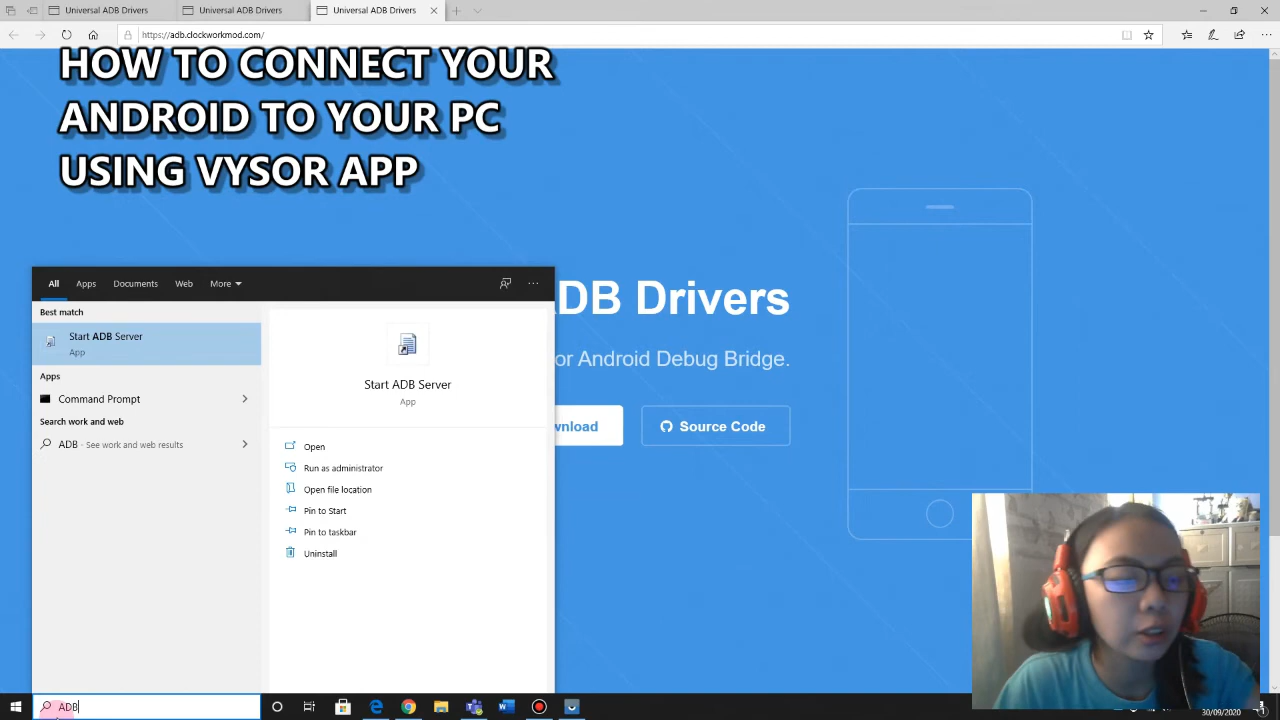 Universal ADB Drivers
Universal ADB Drivers
Universal ADB Drivers
https://adb.clockworkmod.com/
HOW TO CONNECT YOUR
ANDROID TO YOUR PC
USING VYSOR APP
All Apps Documents Web More
Best match
Start ADB Server
App
Apps
Command Prompt
Search work and web
ADB - See work and web results
Start ADB Server
App
Open
Run as administrator
Open file location
Pin to Start
Pin to taskbar
Uninstall
DB Drivers
or Android Debug Bridge.
nload
Source Code
ADB
30/09/2020